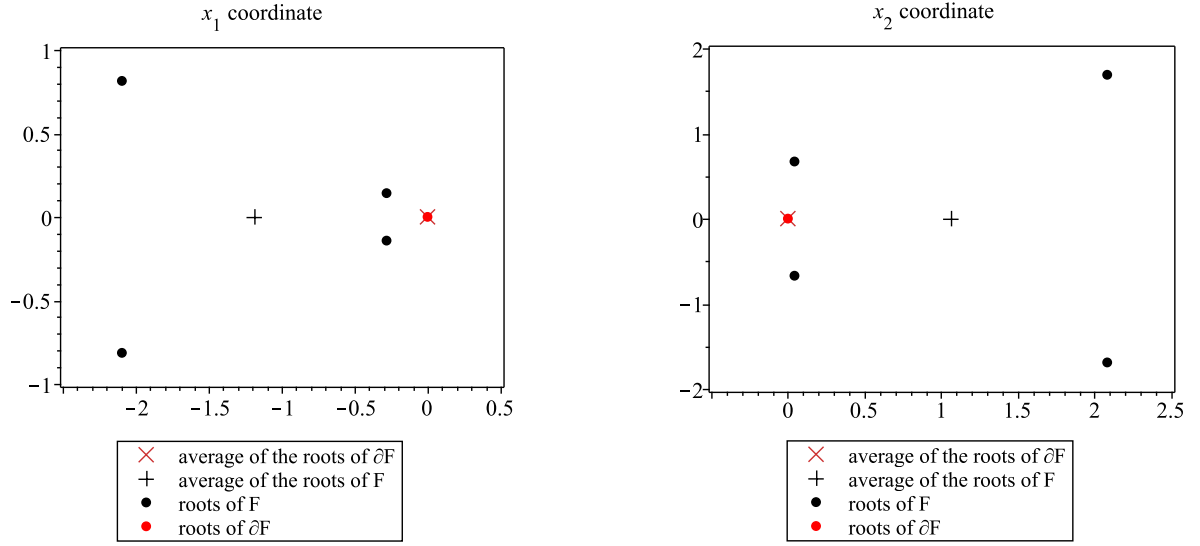 x₁ coordinate
1
0.5
0
−0.5
−1
−2
−1.5
−1
−0.5
0
0.5
average of the roots of ∂F
average of the roots of F
roots of F
roots of ∂F
x₂ coordinate
2
1
0
−1
−2
0
0.5
1
1.5
2
2.5
average of the roots of ∂F
average of the roots of F
roots of F
roots of ∂F